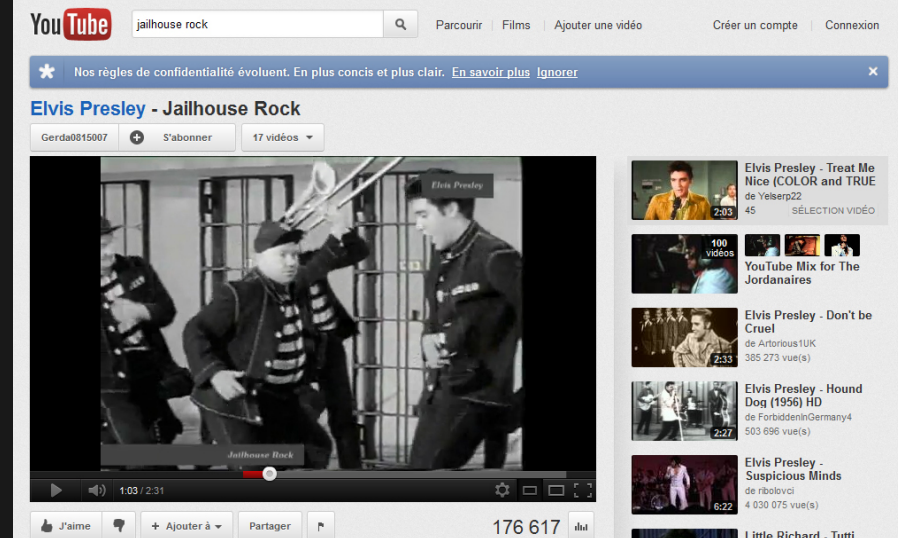 YouTube
jailhouse rock
Parcourir
Films
Ajouter une vidéo
Créer un compte
Connexion
Nos règles de confidentialité évoluent. En plus concis et plus clair. En savoir plus Ignorer
Elvis Presley - Jailhouse Rock
Gerda0815007
S'abonner
17 vidéos
Elvis Presley
Jailhouse Rock
1:03 / 2:31
J'aime
Ajouter à
Partager
176 617
2:03
Elvis Presley - Treat Me
Nice (COLOR and TRUE
de Yelserp22
45
SÉLECTION VIDÉO
100
vidéos
YouTube Mix for The
Jordanaires
2:33
Elvis Presley - Don't be
Cruel
de Artorious1UK
385 273 vue(s)
2:27
Elvis Presley - Hound
Dog (1956) HD
de ForbiddenInGermany4
503 696 vue(s)
6:22
Elvis Presley -
Suspicious Minds
de ribolovci
4 030 075 vue(s)
Little Richard - Tutti